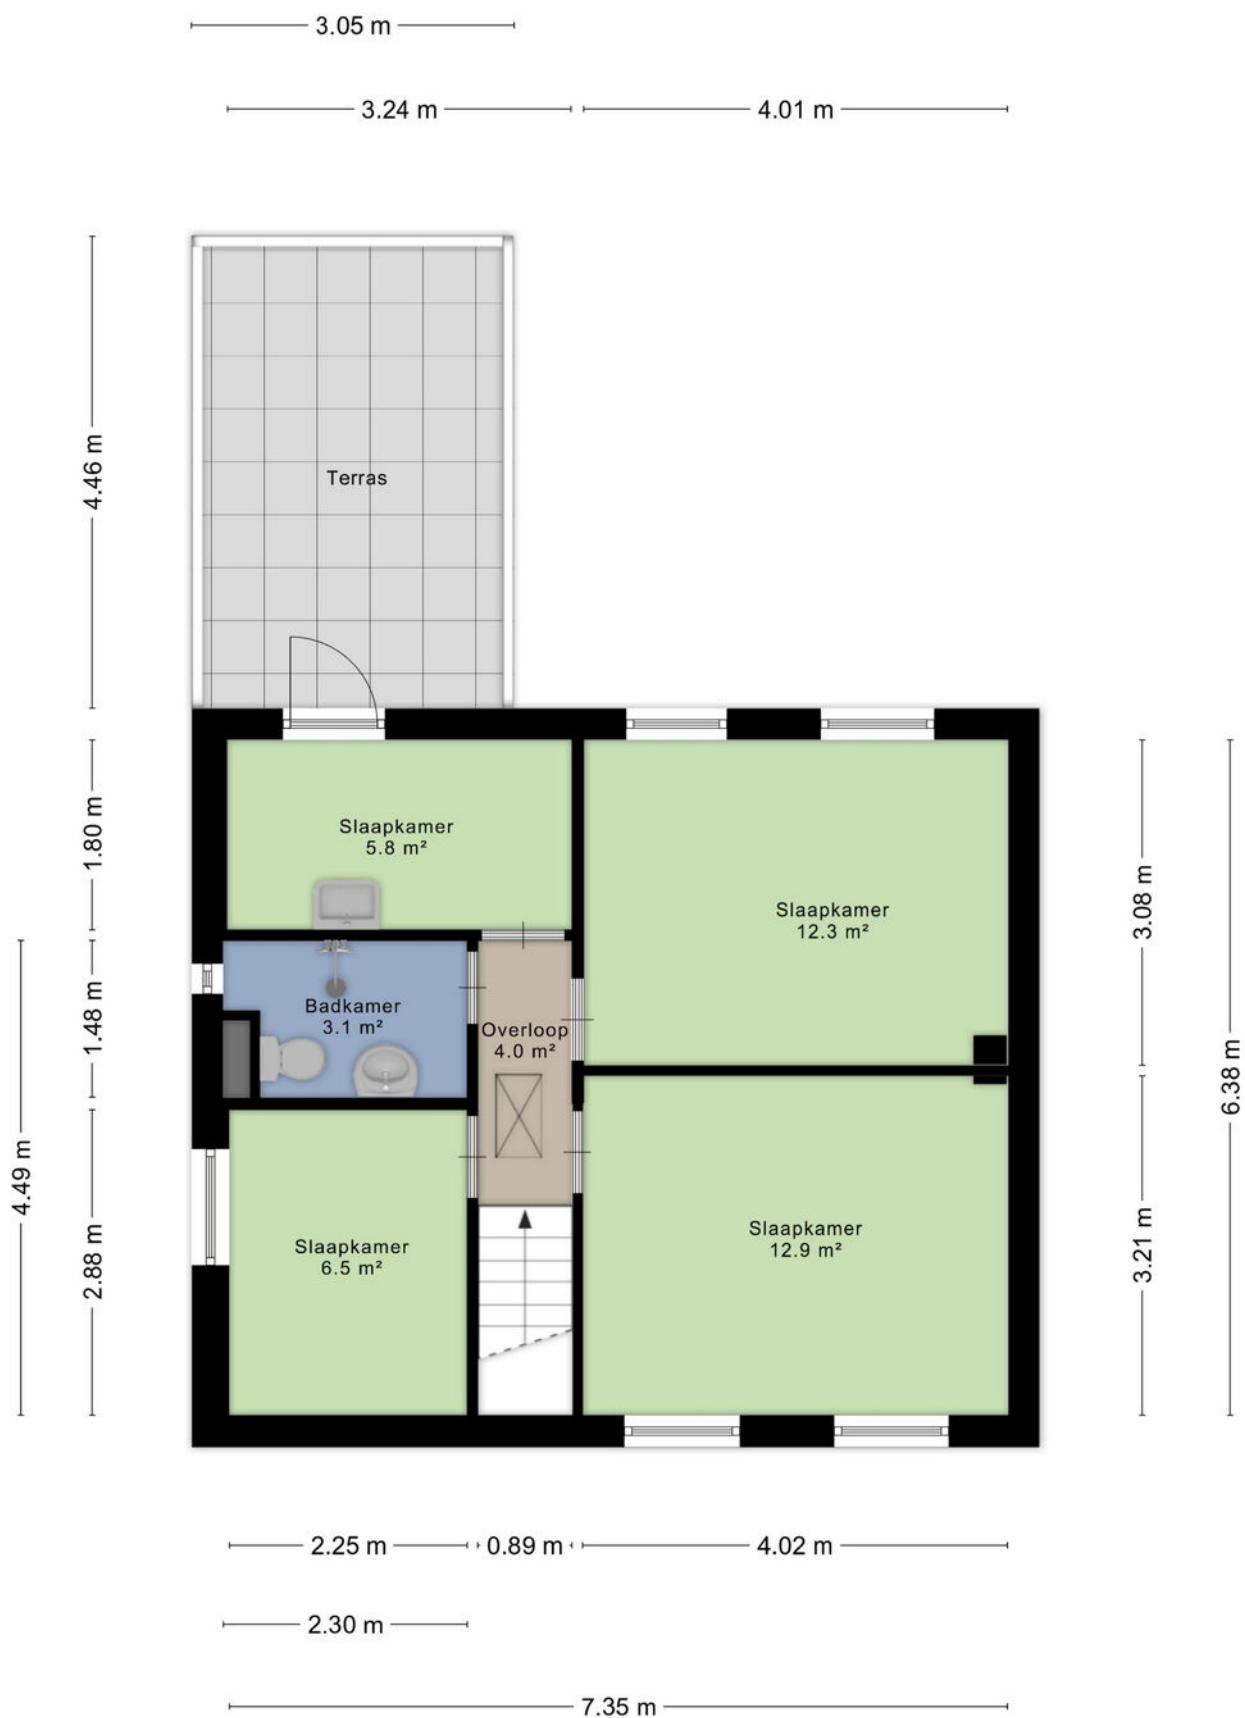 3.05 m
3.24 m
4.01 m
4.46 m
Terras
1.80 m
Slaapkamer
5.8 m²
3.08 m
Slaapkamer
12.3 m²
1.48 m
Badkamer
3.1 m²
Overloop
4.0 m²
6.38 m
4.49 m
2.88 m
Slaapkamer
6.5 m²
Slaapkamer
12.9 m²
3.21 m
2.25 m
0.89 m
4.02 m
2.30 m
7.35 m